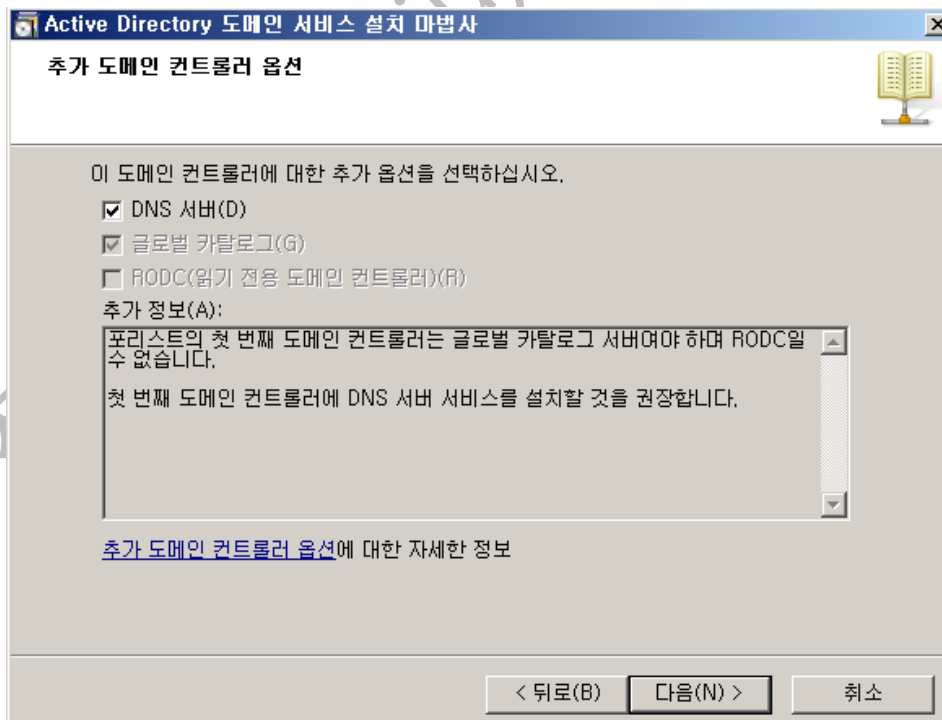 Active Directory 도메인 서비스 설치 마법사
추가 도메인 컨트롤러 옵션
이 도메인 컨트롤러에 대한 추가 옵션을 선택하십시오.
DNS 서버(D)
글로벌 카탈로그(G)
RODC(읽기 전용 도메인 컨트롤러)(R)
추가 정보(A):
포리스트의 첫 번째 도메인 컨트롤러는 글로벌 카탈로그 서버여야 하며 RODC일
수 없습니다.
첫 번째 도메인 컨트롤러에 DNS 서버 서비스를 설치할 것을 권장합니다.
추가 도메인 컨트롤러 옵션에 대한 자세한 정보
< 뒤로(B)
다음(N) >
취소